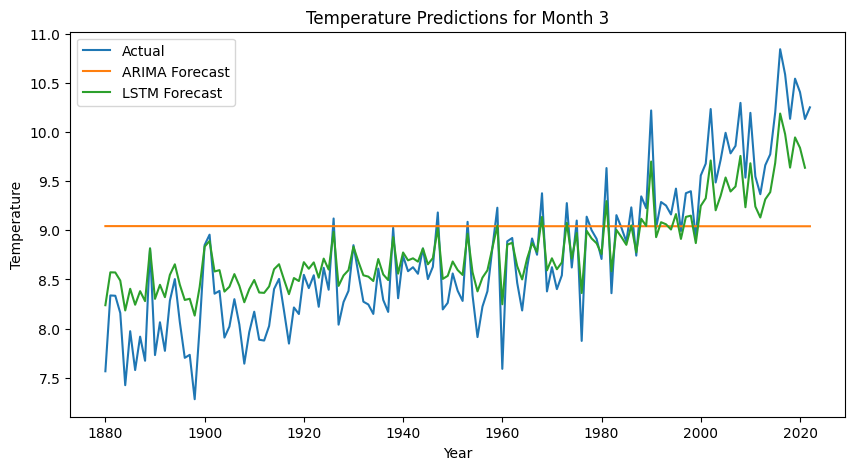 Temperature Predictions for Month 3
Actual
ARIMA Forecast
LSTM Forecast
Temperature
11.0
10.5
10.0
9.5
9.0
8.5
8.0
7.5
1880
1900
1920
1940
1960
1980
2000
2020
Year